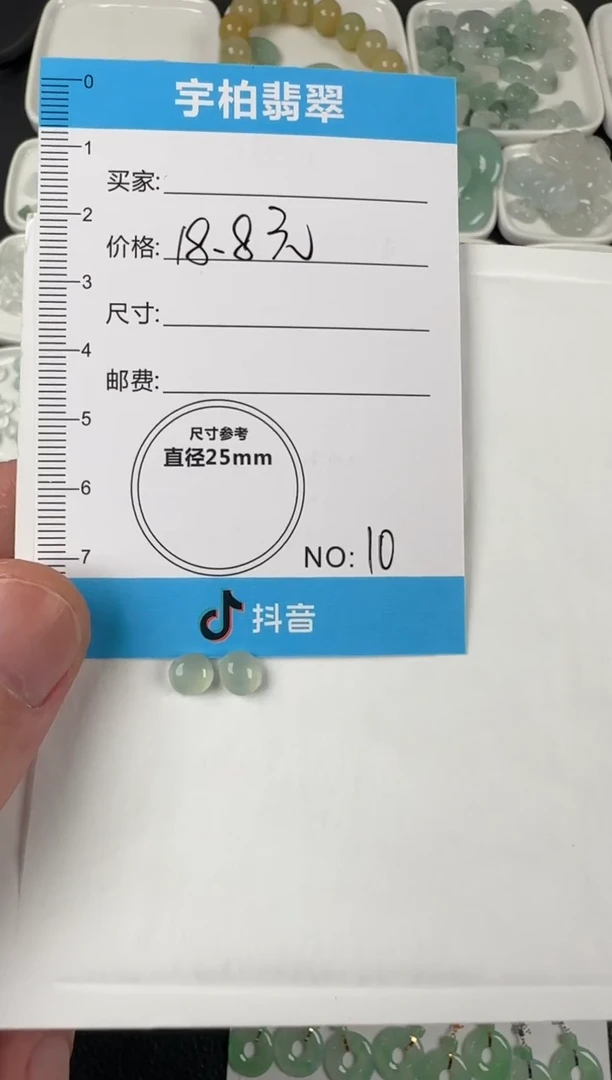 0
宇柏翡翠
1
买家:
2
价格: 18.8元
3
尺寸:
4
邮费:
5
尺寸参考
直径25mm
6
7
NO: 10
抖音